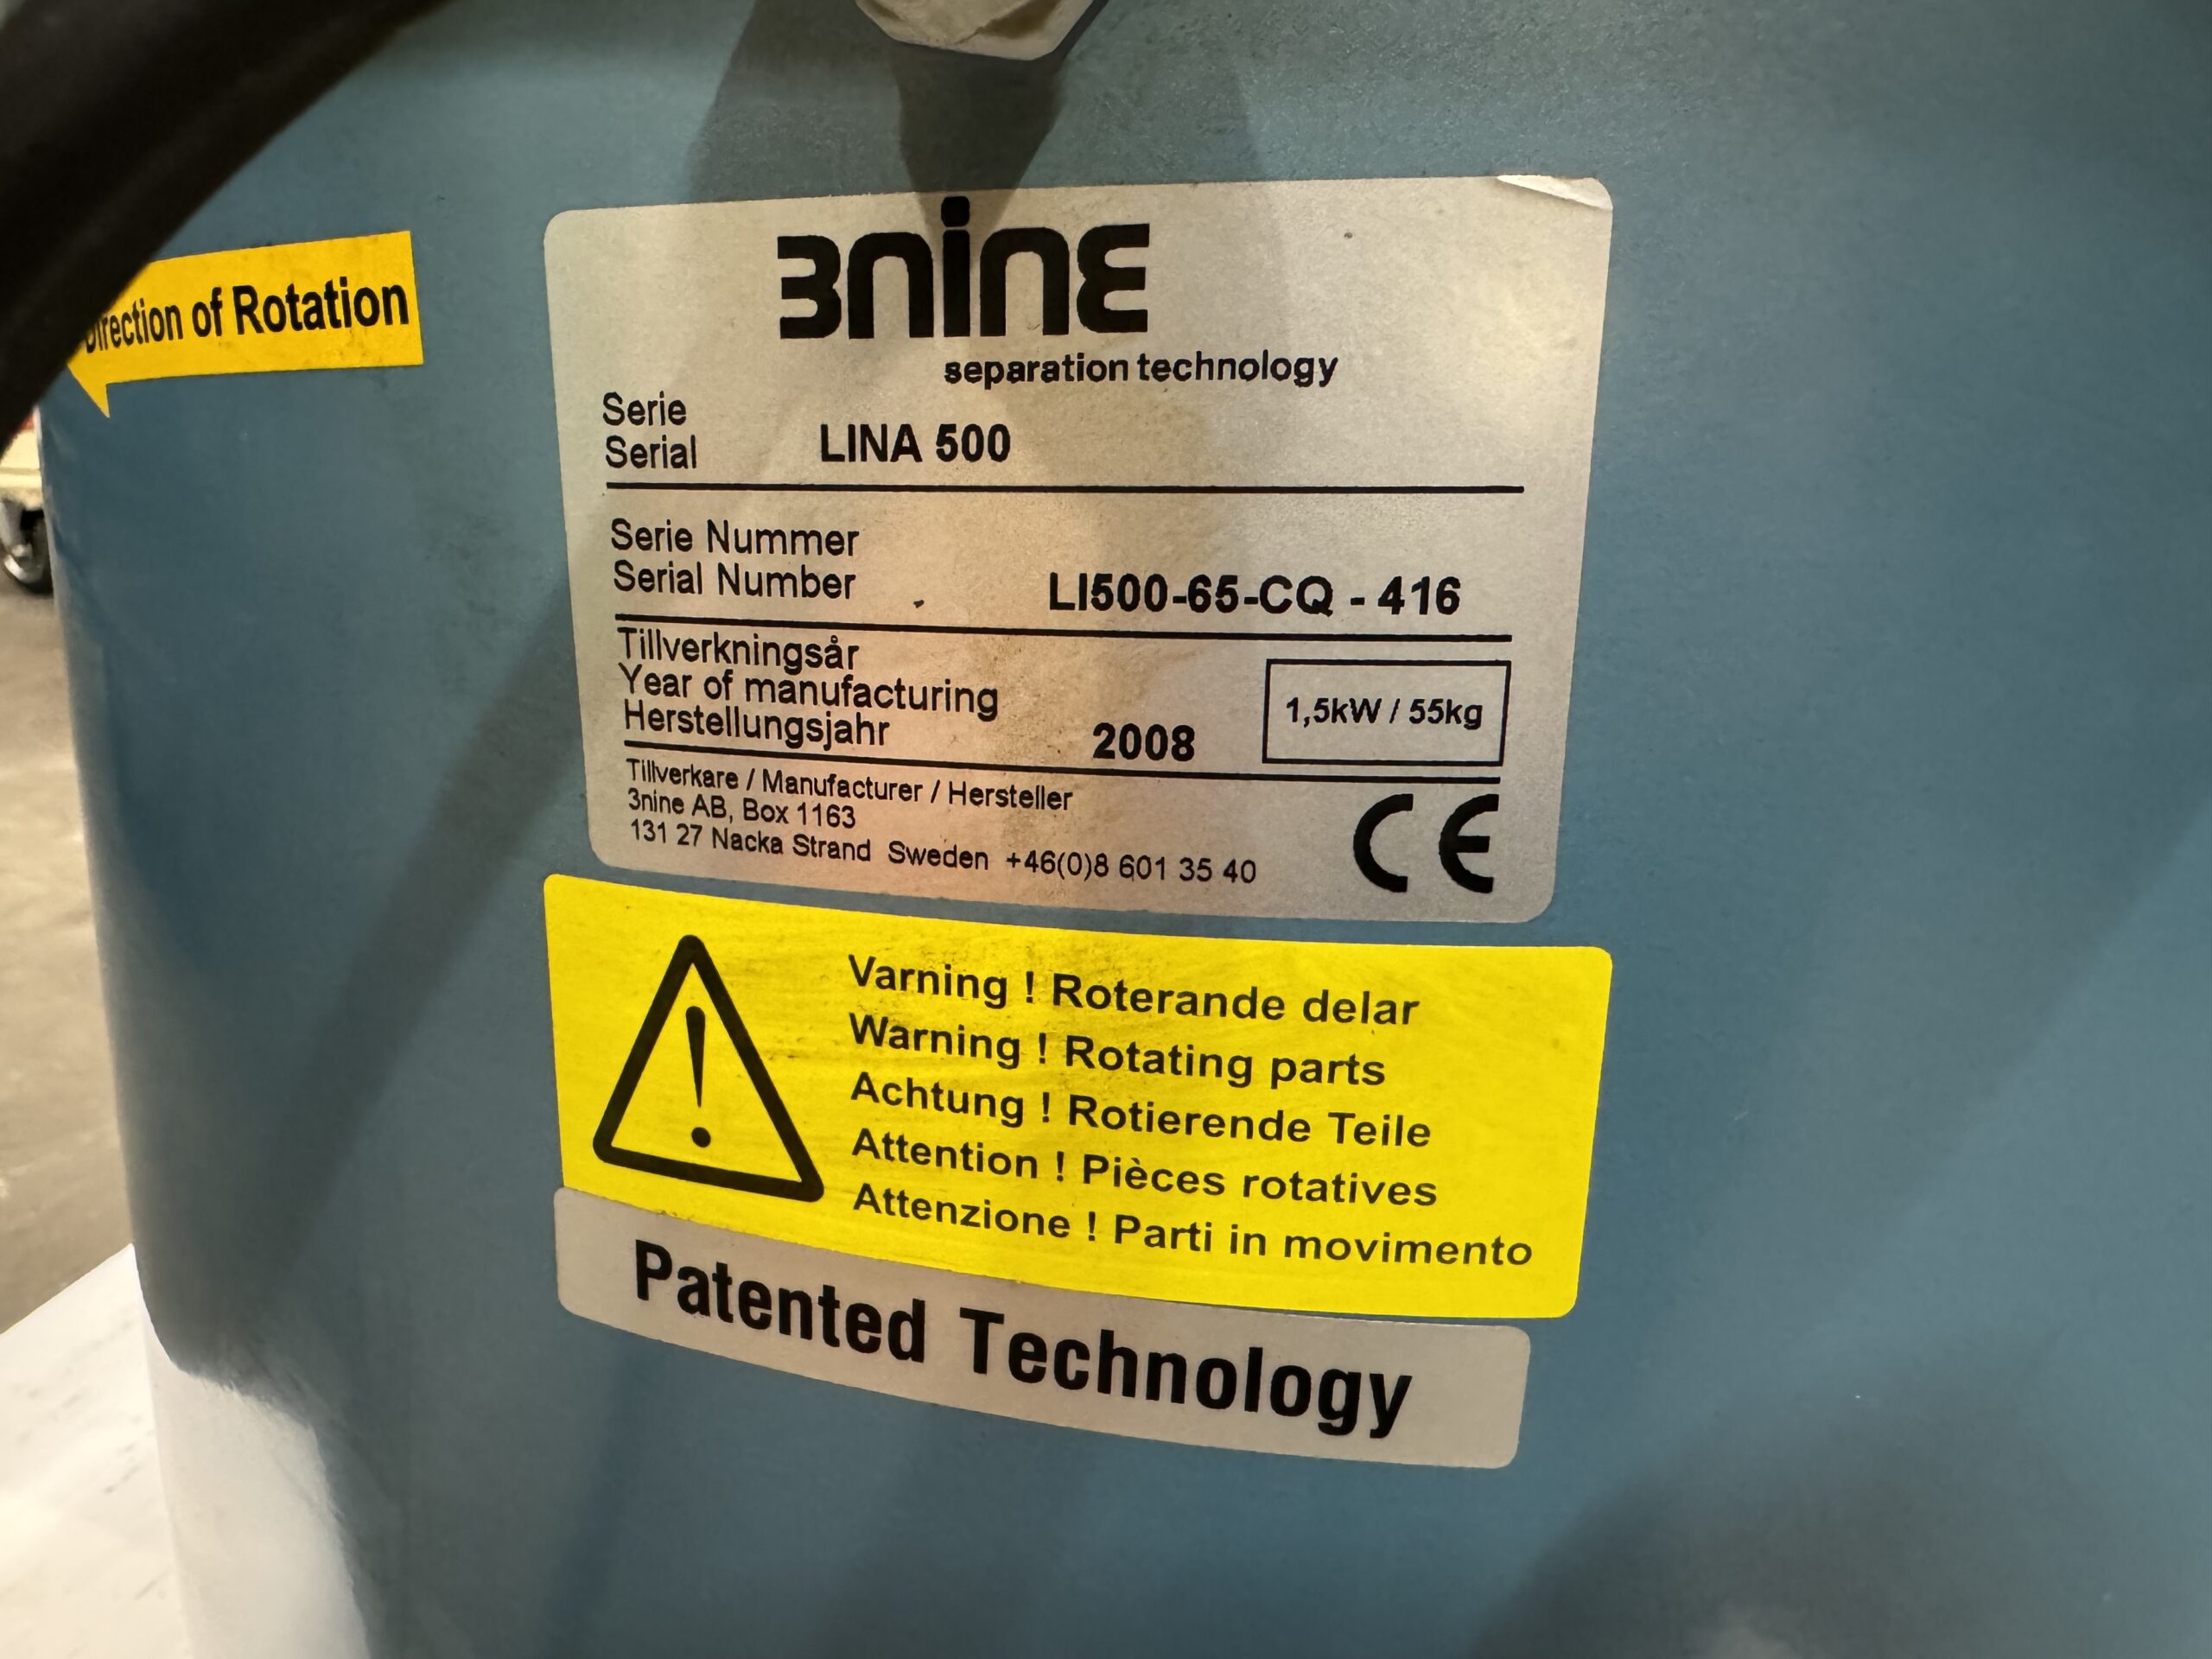 Direction of Rotation
3nine
separation technology
Serie
Serial LINA 500
Serie Nummer
Serial Number LI500-65-CQ - 416
Tillverkningsår
Year of manufacturing
Herstellungsjahr 2008 1,5kW / 55kg
Tillverkare / Manufacturer / Hersteller
3nine AB, Box 1163
131 27 Nacka Strand Sweden +46(0)8 601 35 40
CE
Varning ! Roterande delar
Warning ! Rotating parts
Achtung ! Rotierende Teile
Attention ! Pièces rotatives
Attenzione ! Parti in movimento
Patented Technology